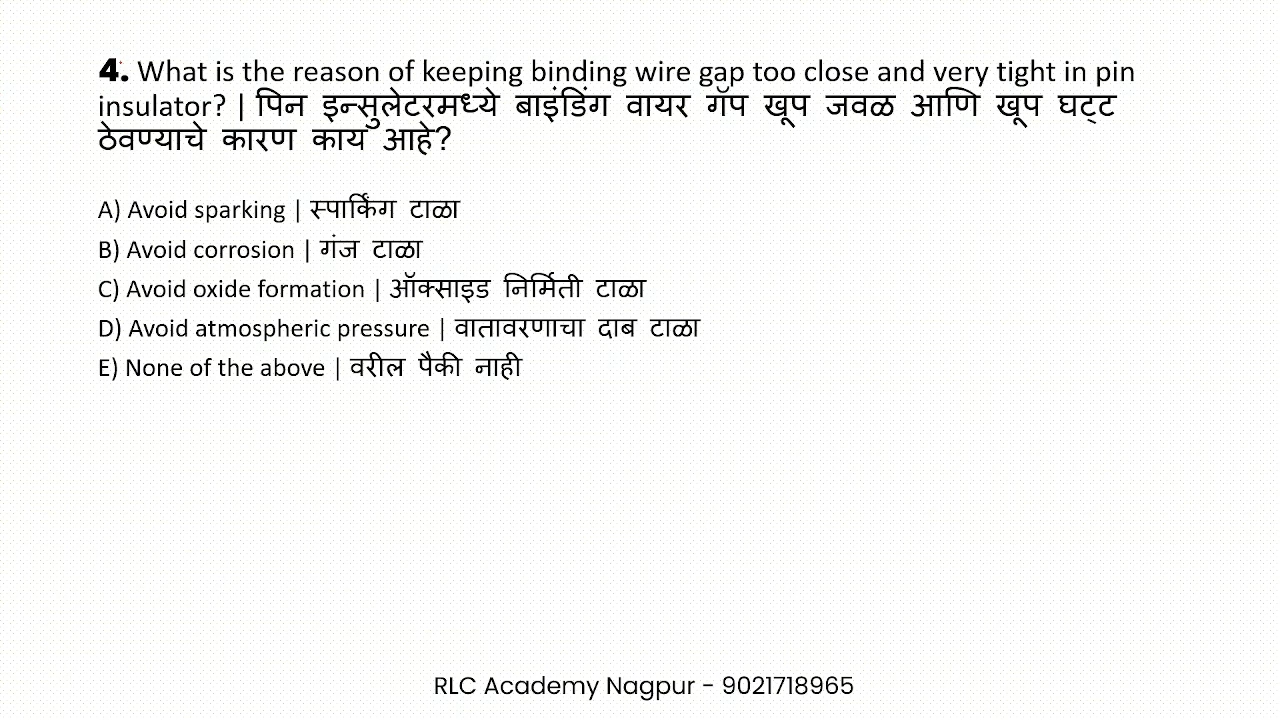 4. What is the reason of keeping binding wire gap too close and very tight in pin
insulator? | पिन इन्सुलेटरमध्ये बाइंडिंग वायर गॅप खूप जवळ आणि खूप घट्ट
ठेवण्याचे कारण काय आहे?
A) Avoid sparking | स्पार्किंग टाळा
B) Avoid corrosion | गंज टाळा
C) Avoid oxide formation | ऑक्साइड निर्मिती टाळा
D) Avoid atmospheric pressure | वातावरणाचा दाब टाळा
E) None of the above | वरील पैकी नाही
RLC Academy Nagpur - 9021718965